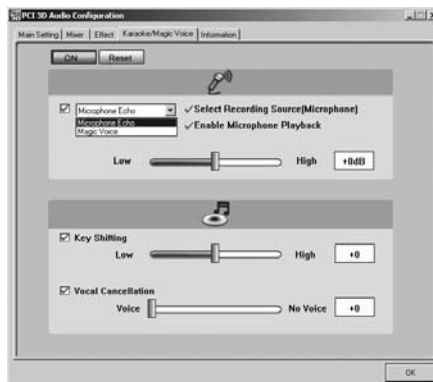 PCI 3D Audio Configuration
Main Setting Mixer Effect Karaoke/Magic Voice Information
ON Reset
Microphone Echo ✓Select Recording Source(Microphone)
Microphone Echo
Magic Voice
✓Enable Microphone Playback
Low High +0dB
Key Shifting
Low High +0
Vocal Cancellation
Voice No Voice +0
OK